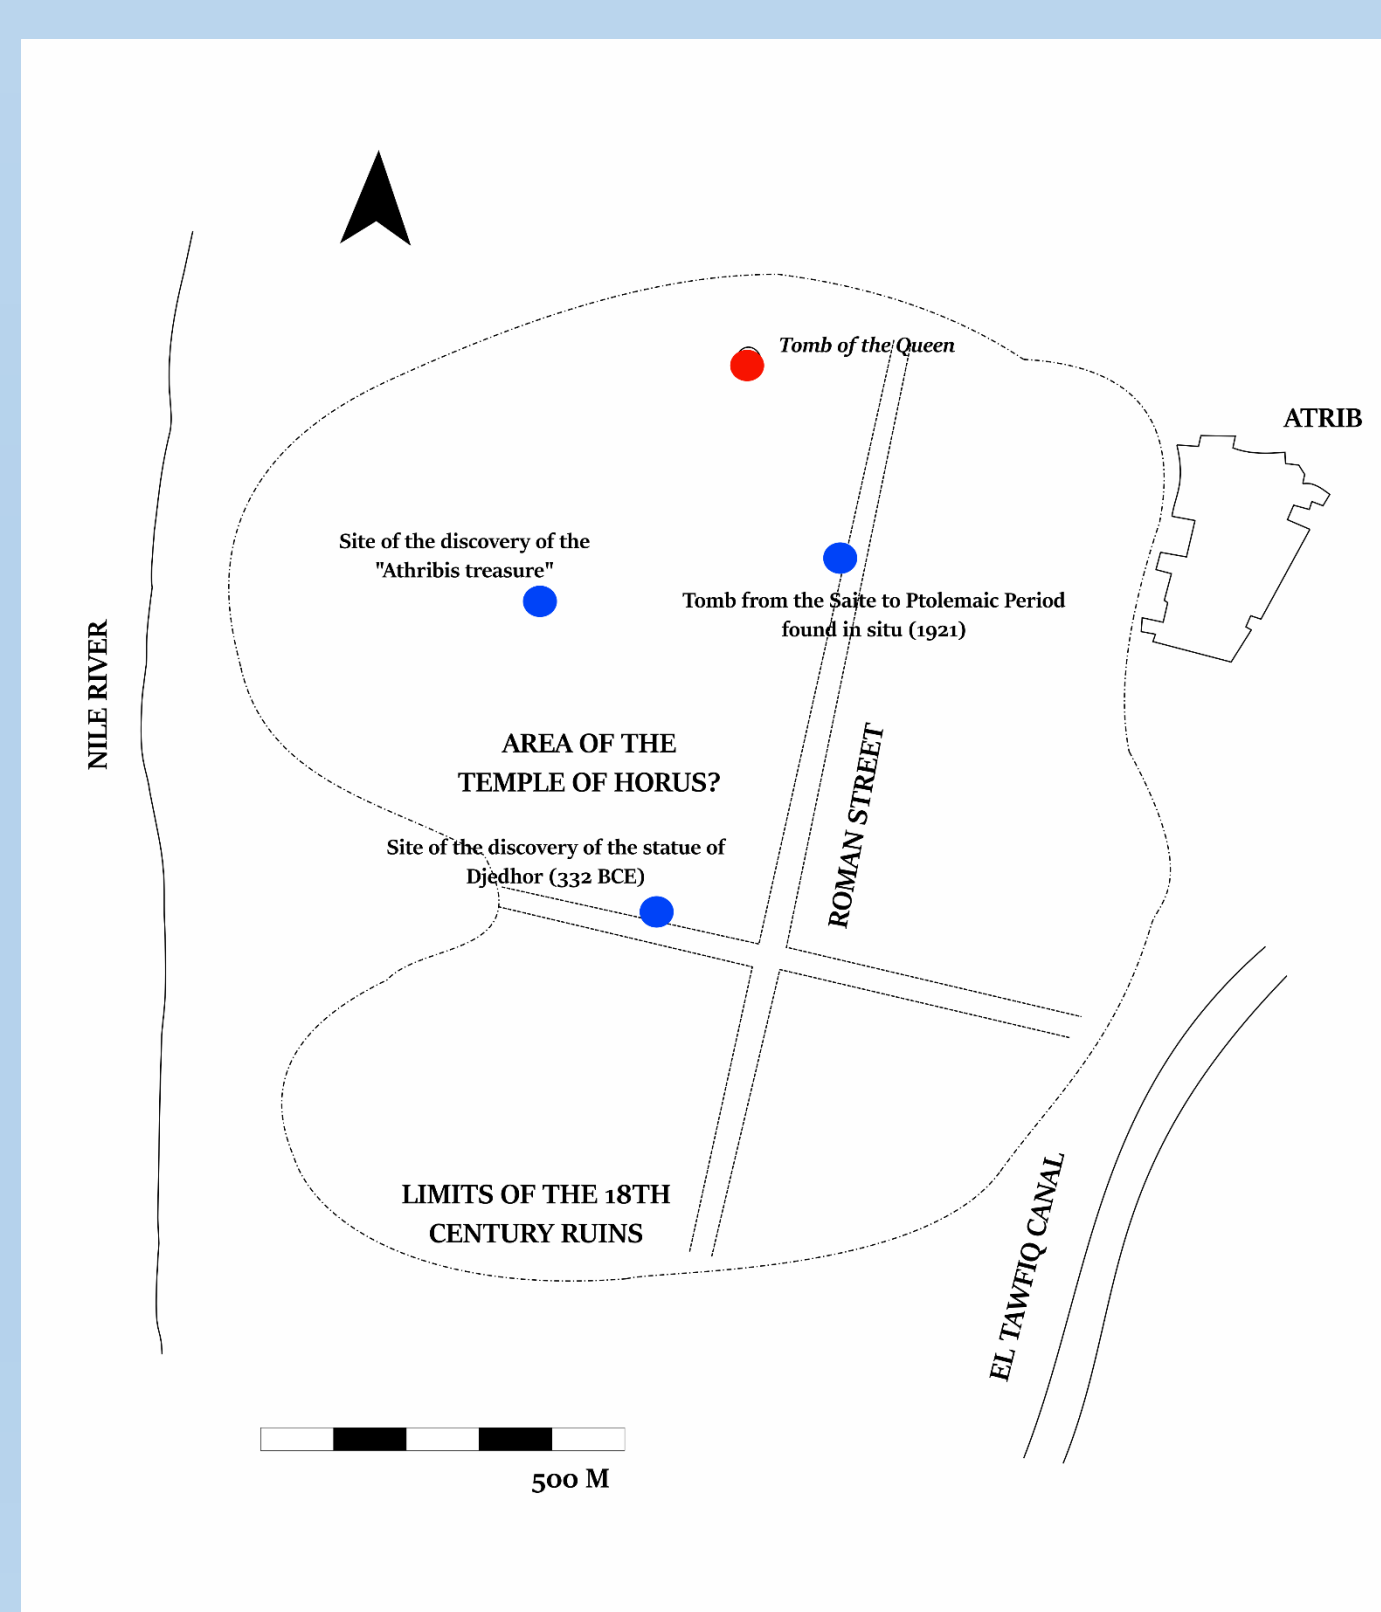 Tomb of the Queen
ATRIB
Site of the discovery of the
"Athribis treasure"
Tomb from the Saite to Ptolemaic Period
found in situ (1921)
NILE RIVER
AREA OF THE
TEMPLE OF HORUS?
ROMAN STREET
Site of the discovery of the statue of
Djedhor (332 BCE)
LIMITS OF THE 18TH
CENTURY RUINS
EL TAWFIQ CANAL
500 M